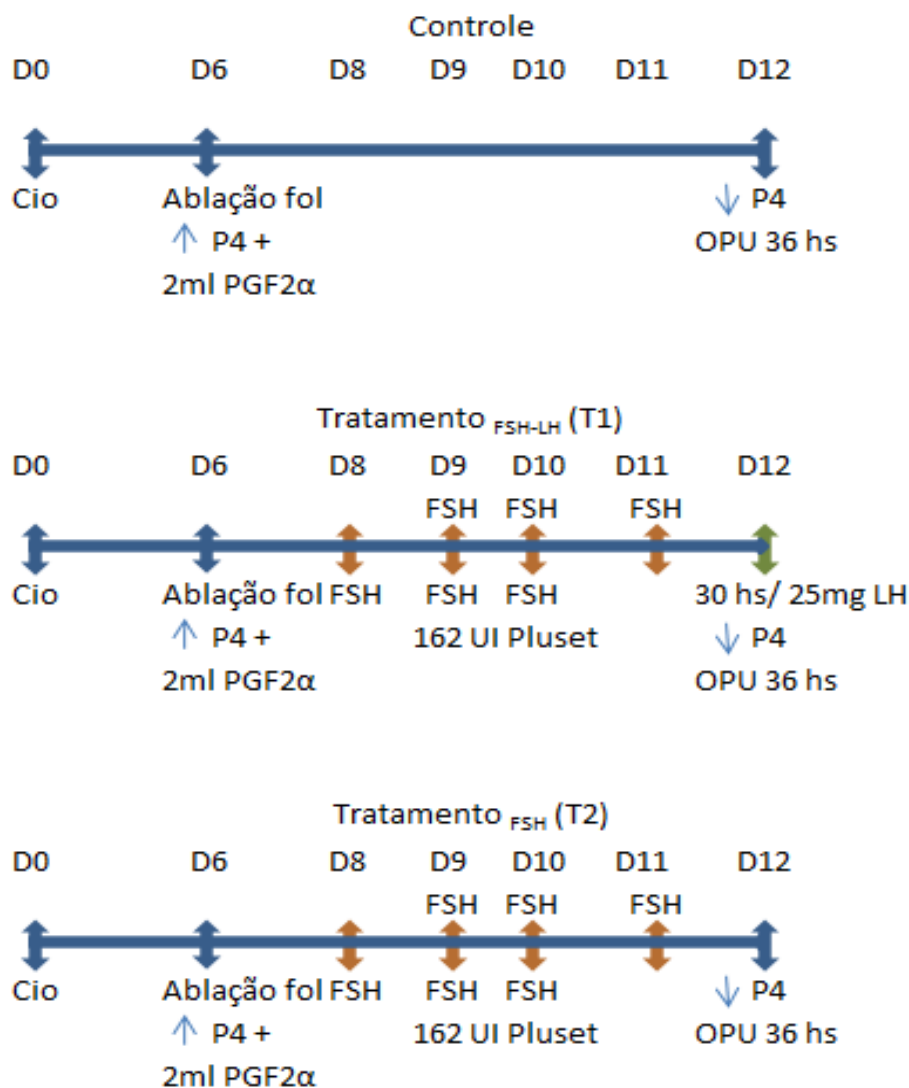 Controle
D0 D6 D8 D9 D10 D11 D12
Cio Ablação fol ↓ P4
↑ P4 + OPU 36 hs
2ml PGF2α
Tratamento FSH-LH (T1)
D0 D6 D8 D9 D10 D11 D12
FSH FSH FSH
Cio Ablação fol FSH FSH FSH 30 hs/ 25mg LH
↑ P4 + 162 UI Pluset ↓ P4
2ml PGF2α OPU 36 hs
Tratamento FSH (T2)
D0 D6 D8 D9 D10 D11 D12
FSH FSH FSH
Cio Ablação fol FSH FSH FSH ↓ P4
↑ P4 + 162 UI Pluset OPU 36 hs
2ml PGF2α